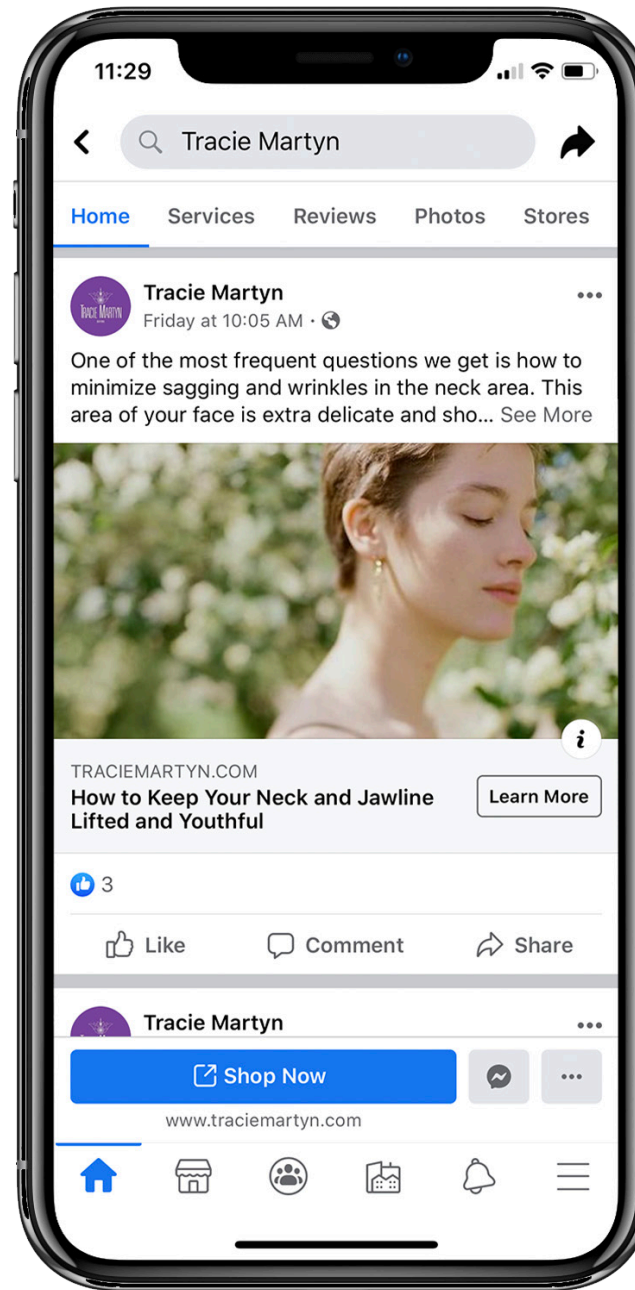 11:29
Tracie Martyn
Home Services Reviews Photos Stores
TRACIE MARTYN
Tracie Martyn
Friday at 10:05 AM ·
One of the most frequent questions we get is how to
minimize sagging and wrinkles in the neck area. This
area of your face is extra delicate and sho... See More
i
TRACIEMARTYN.COM
How to Keep Your Neck and Jawline
Lifted and Youthful
Learn More
3
Like Comment Share
Tracie Martyn
Shop Now
www.traciemartyn.com